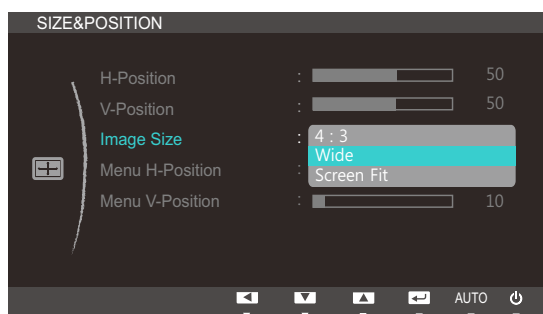 SIZE&POSITION
H-Position : 50
V-Position : 50
Image Size : 4 : 3
Wide
Menu H-Position : Screen Fit
Menu V-Position : 10
AUTO